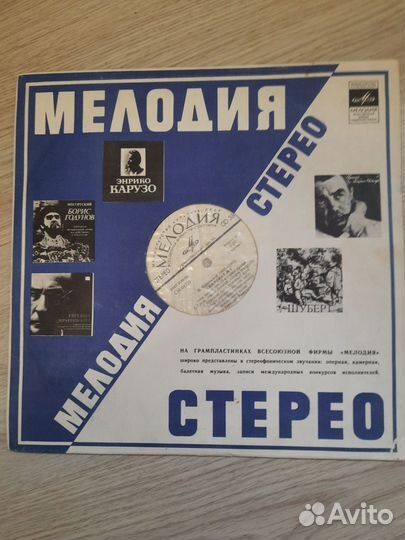 МЕЛОДИЯ
СТЕРЕО
ЭНРИКО
КАРУЗО
МУСОРГСКИЙ
БОРИС
ГОДУНОВ
МЕЛОДИЯ
ШУБЕРТ
МЕЛОДИЯ
НА ГРАМПЛАСТИНКАХ ВСЕСОЮЗНОЙ ФИРМЫ «МЕЛОДИЯ»
широко представлены в стереофоническом звучании: оперная, камерная,
балетная музыка, записи международных конкурсов исполнителей.
СТЕРЕО
Avito